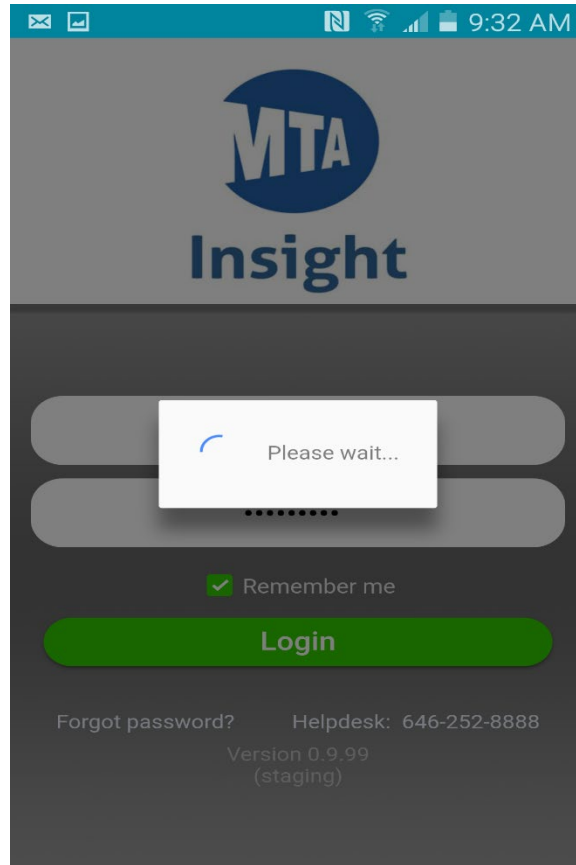 9:32 AM
MTA
Insight
Please wait...
•••••••••
Remember me
Login
Forgot password? Helpdesk: 646-252-8888
Version 0.9.99
(staging)